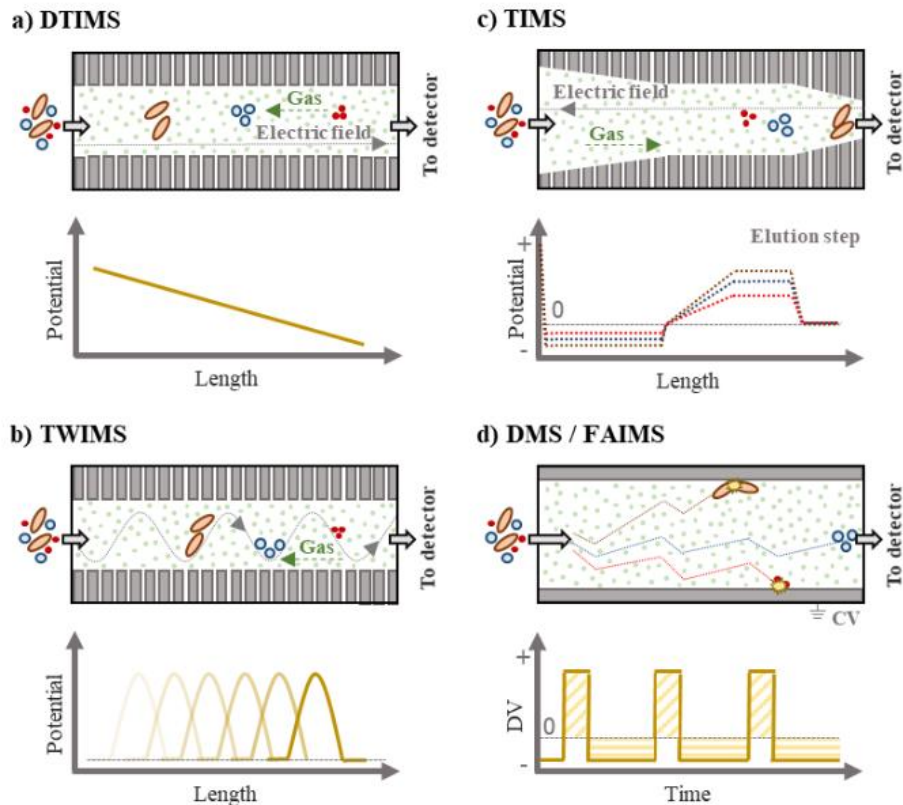 a) DTIMS
Gas
Electric field
To detector
Potential
Length
b) TWIMS
Gas
To detector
Potential
Length
c) TIMS
Electric field
Gas
To detector
Elution step
+
0
-
Potential
Length
d) DMS / FAIMS
To detector
CV
+
0
-
DV
Time